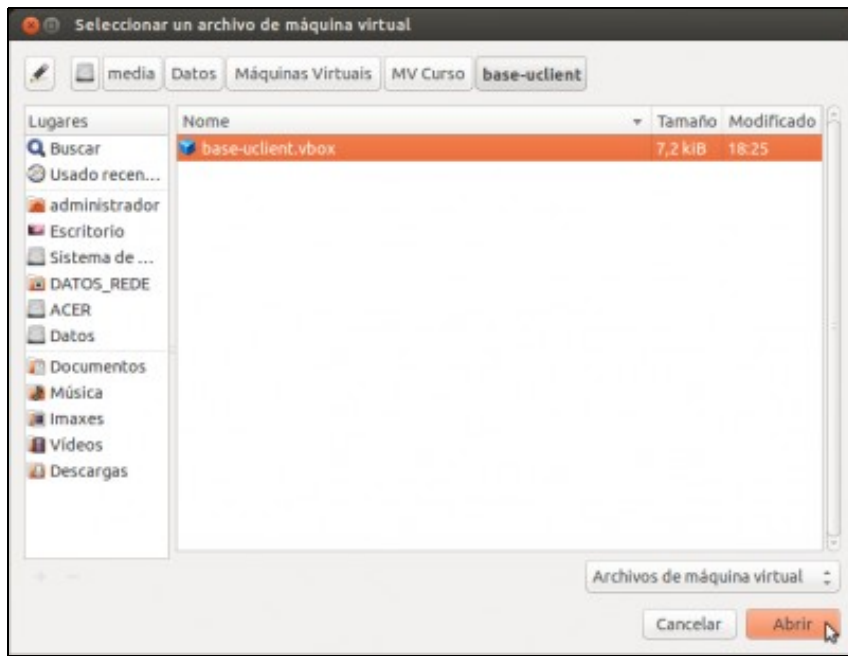 Seleccionar un archivo de máquina virtual
media Datos Máquinas Virtuais MV Curso base-uclient
Lugares
Nome Tamaño Modificado
Buscar
base-uclient.vbox 7,2 kiB 18:25
Usado recen...
administrador
Escritorio
Sistema de ...
DATOS_REDE
ACER
Datos
Documentos
Música
Imaxes
Vídeos
Descargas
Archivos de máquina virtual
Cancelar Abrir